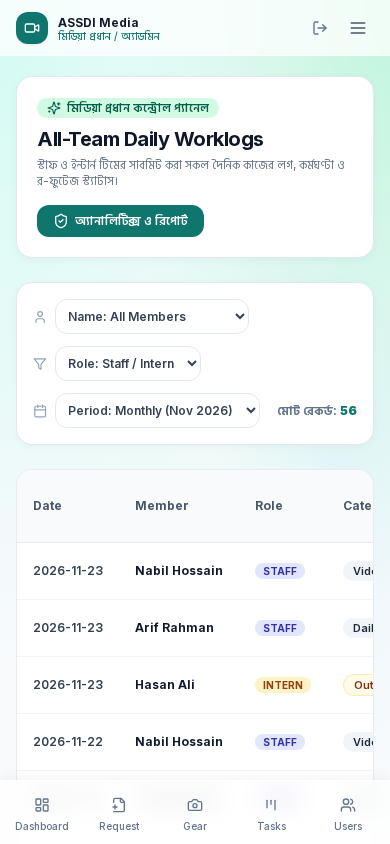 ASSDI Media
মিডিয়া প্রধান / অ্যাডমিন
মিডিয়া প্রধান কন্ট্রোল প্যানেল
All-Team Daily Worklogs
স্টাফ ও ইন্টার্ন টিমের সাবমিট করা সকল দৈনিক কাজের লগ, কর্মঘণ্টা ও
র-ফুটেজ স্ট্যাটাস।
অ্যানালিটিক্স ও রিপোর্ট
Name: All Members
Role: Staff / Intern
Period: Monthly (Nov 2026)
মোট রেকর্ড: 56
Date Member Role Cate
2026-11-23 Nabil Hossain STAFF Vide
2026-11-23 Arif Rahman STAFF Dail
2026-11-23 Hasan Ali INTERN Out
2026-11-22 Nabil Hossain STAFF Vide
Dashboard Request Gear Tasks Users